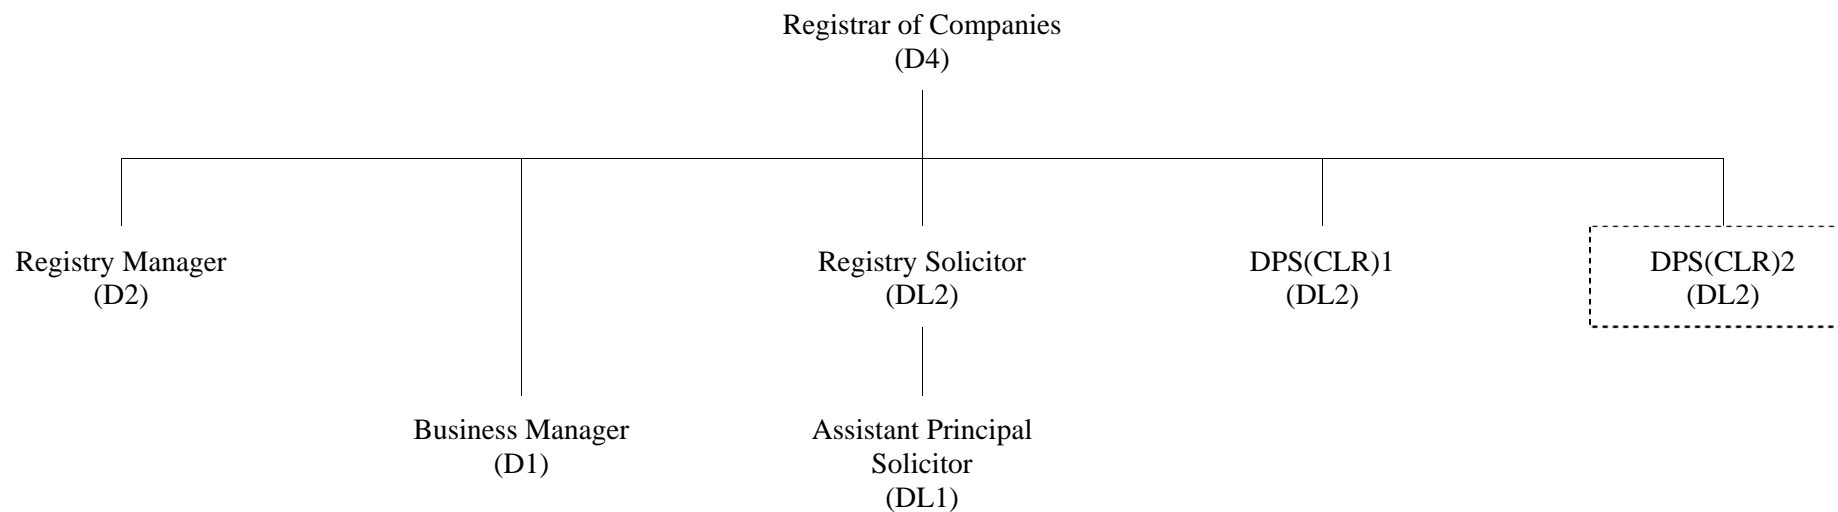 Registrar of Companies
(D4)
Registry Manager
(D2)
Registry Solicitor
(DL2)
DPS(CLR)1
(DL2)
DPS(CLR)2
(DL2)
Business Manager
(D1)
Assistant Principal
Solicitor
(DL1)